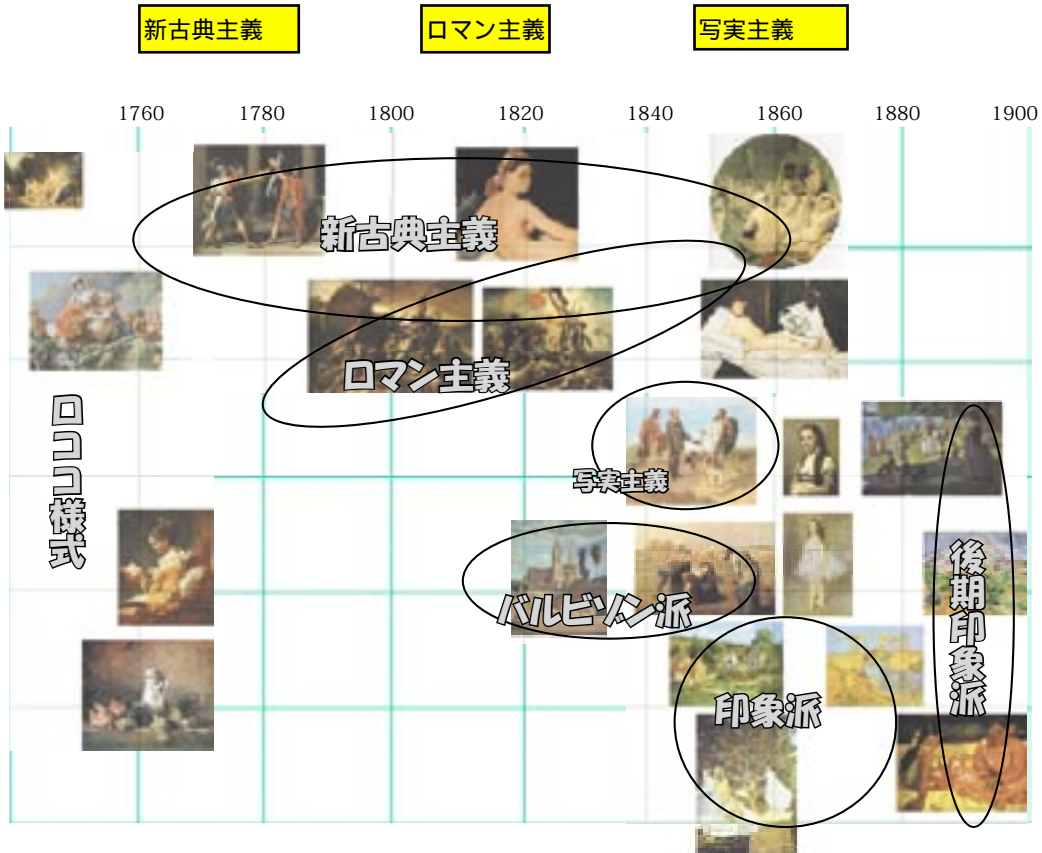 新古典主義 ロマン主義 写実主義
1760 1780 1800 1820 1840 1860 1880 1900
新古典主義
ロマン主義
ロココ様式
写実主義
バルビゾン派
後期印象派
印象派